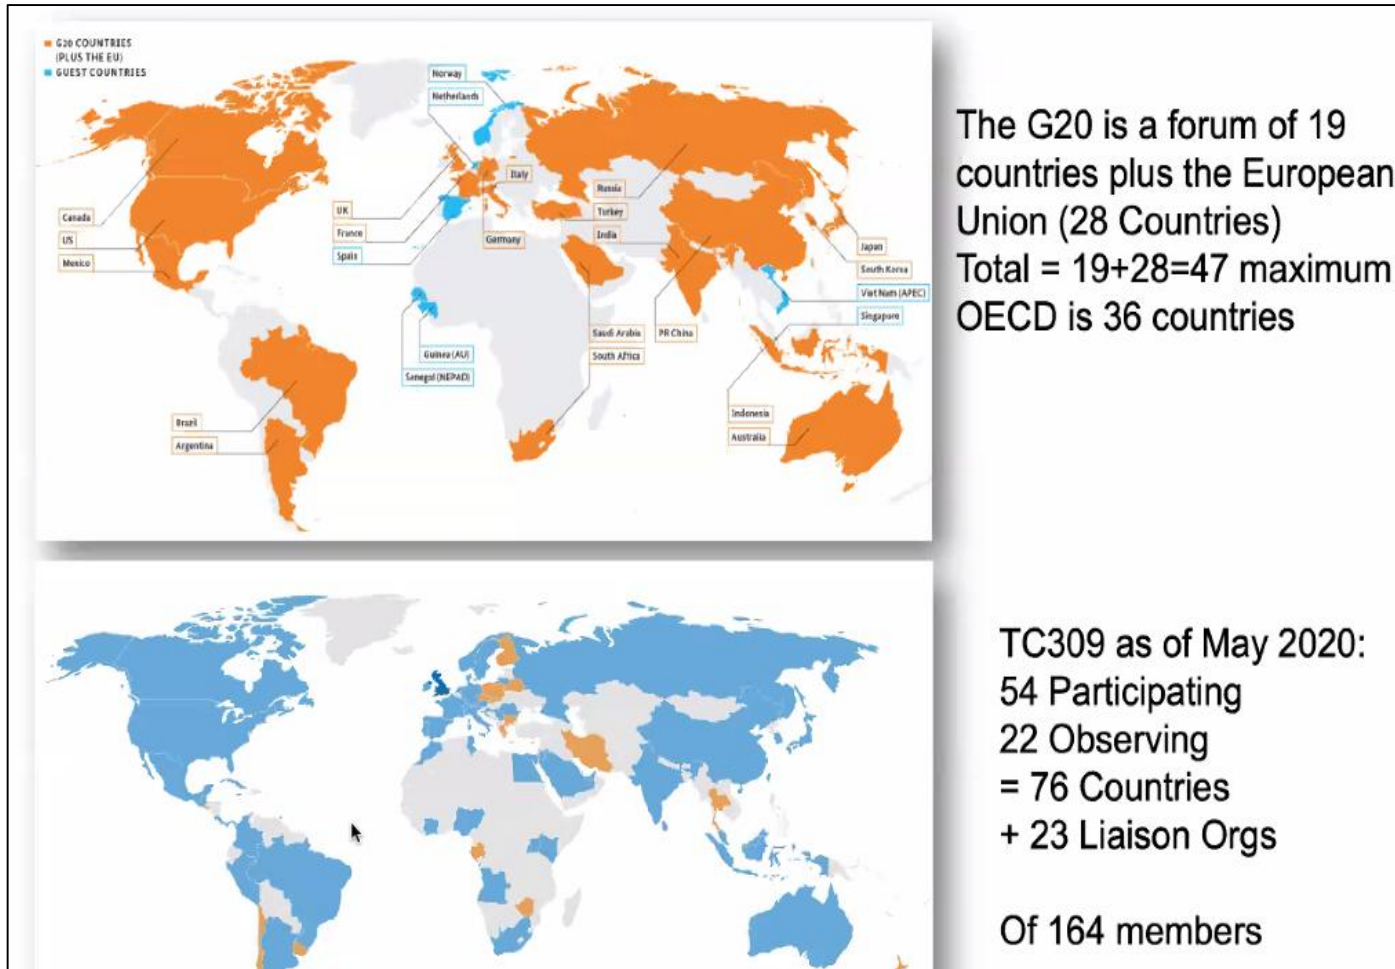 G20 COUNTRIES
(PLUS THE EU)
GUEST COUNTRIES
Norway
Netherlands
Italy
Canada
US
Mexico
UK
France
Spain
Germany
Russia
Turkey
India
Japan
South Korea
Viet Nam (APEC)
Singapore
Saudi Arabia
South Africa
PR China
Guinea (AU)
Senegal (NEPAD)
Brazil
Argentina
Indonesia
Australia
The G20 is a forum of 19
countries plus the European
Union (28 Countries)
Total = 19+28=47 maximum
OECD is 36 countries
TC309 as of May 2020:
54 Participating
22 Observing
= 76 Countries
+ 23 Liaison Orgs
Of 164 members